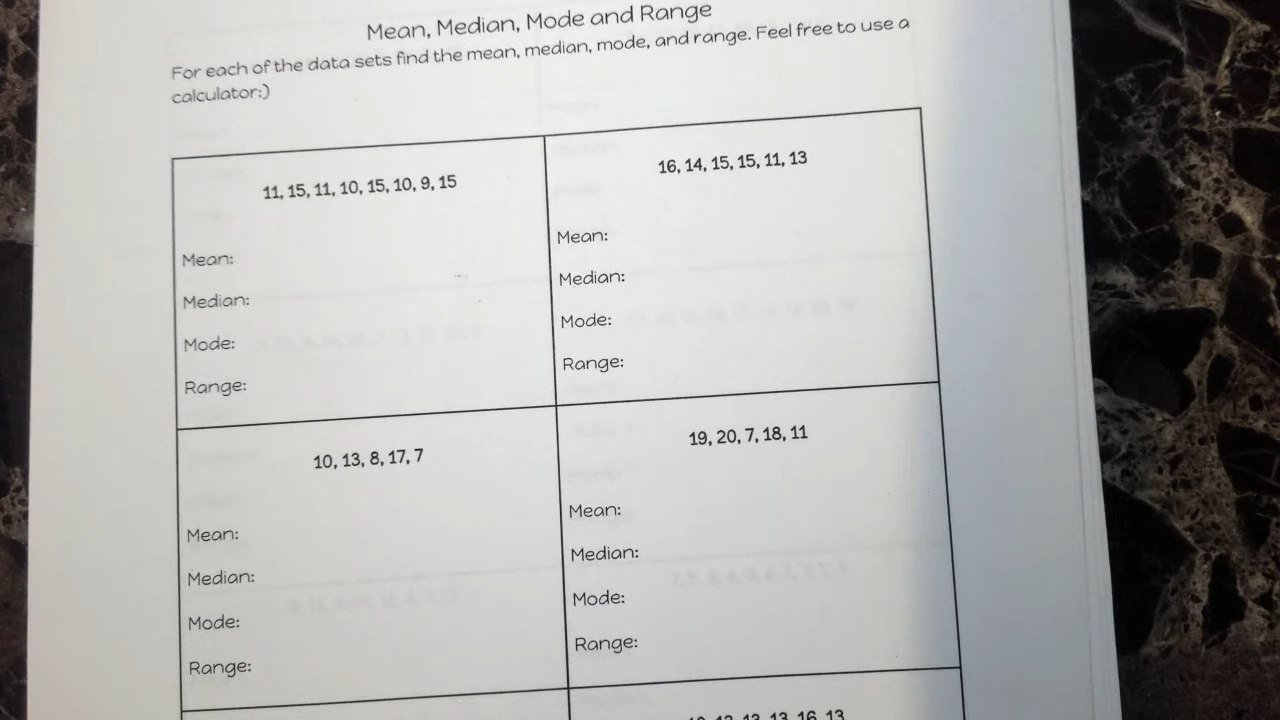 Mean, Median, Mode and Range
For each of the data sets find the mean, median, mode, and range. Feel free to use a
calculator:)
11, 15, 11, 10, 15, 10, 9, 15
Mean:
Median:
Mode:
Range:
16, 14, 15, 15, 11, 13
Mean:
Median:
Mode:
Range:
10, 13, 8, 17, 7
Mean:
Median:
Mode:
Range:
19, 20, 7, 18, 11
Mean:
Median:
Mode:
Range:
13, 16, 13